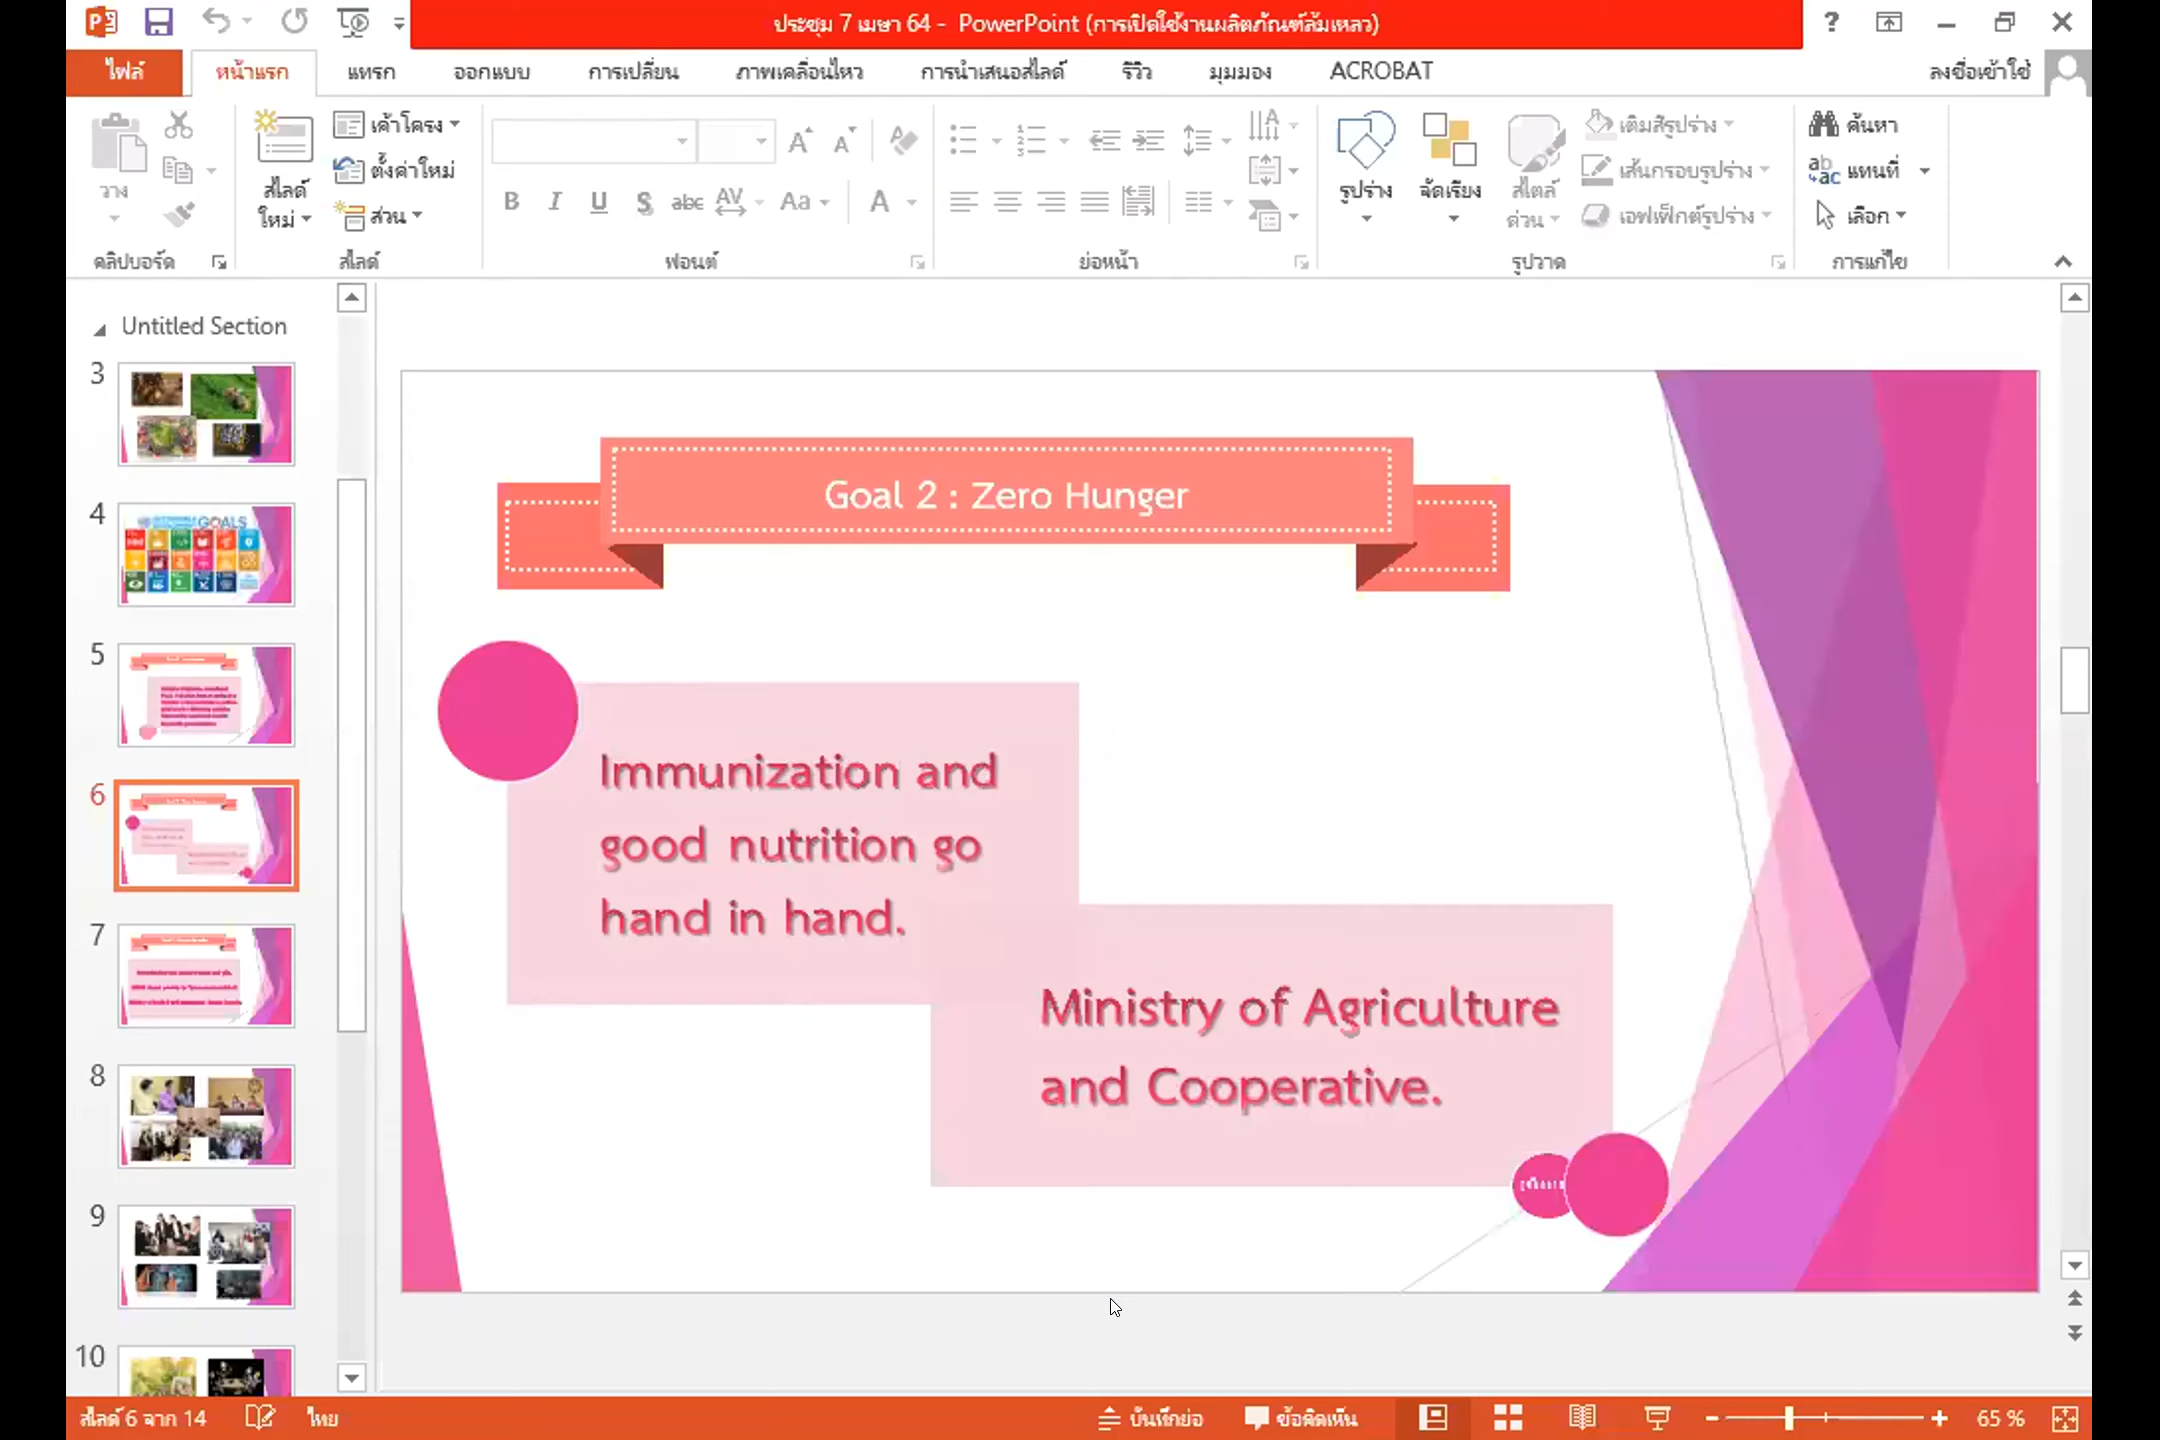 ประชุม 7 เมษา 64 - PowerPoint (การเปิดใช้งานผลิตภัณฑ์ล้มเหลว)
ไฟล์ หน้าแรก แทรก ออกแบบ การเปลี่ยน ภาพเคลื่อนไหว การนำเสนอสไลด์ รีวิว มุมมอง ACROBAT ลงชื่อเข้าใช้
วาง
สไลด์
ใหม่
เค้าโครง
ตั้งค่าใหม่
ส่วน
B I U S abc AV Aa A
รูปร่าง
จัดเรียง
สไตล์
ด่วน
เติมสีรูปร่าง
เส้นกรอบรูปร่าง
เอฟเฟ็กต์รูปร่าง
ค้นหา
แทนที่
เลือก
คลิปบอร์ด สไลด์ ฟอนต์ ย่อหน้า รูปวาด การแก้ไข
Untitled Section
3
4
GOALS
5
6
7
8
9
10
Goal 2 : Zero Hunger
Immunization and
good nutrition go
hand in hand.
Ministry of Agriculture
and Cooperative.
สไลด์ 6 จาก 14 ไทย บันทึกย่อ ข้อคิดเห็น 65 %